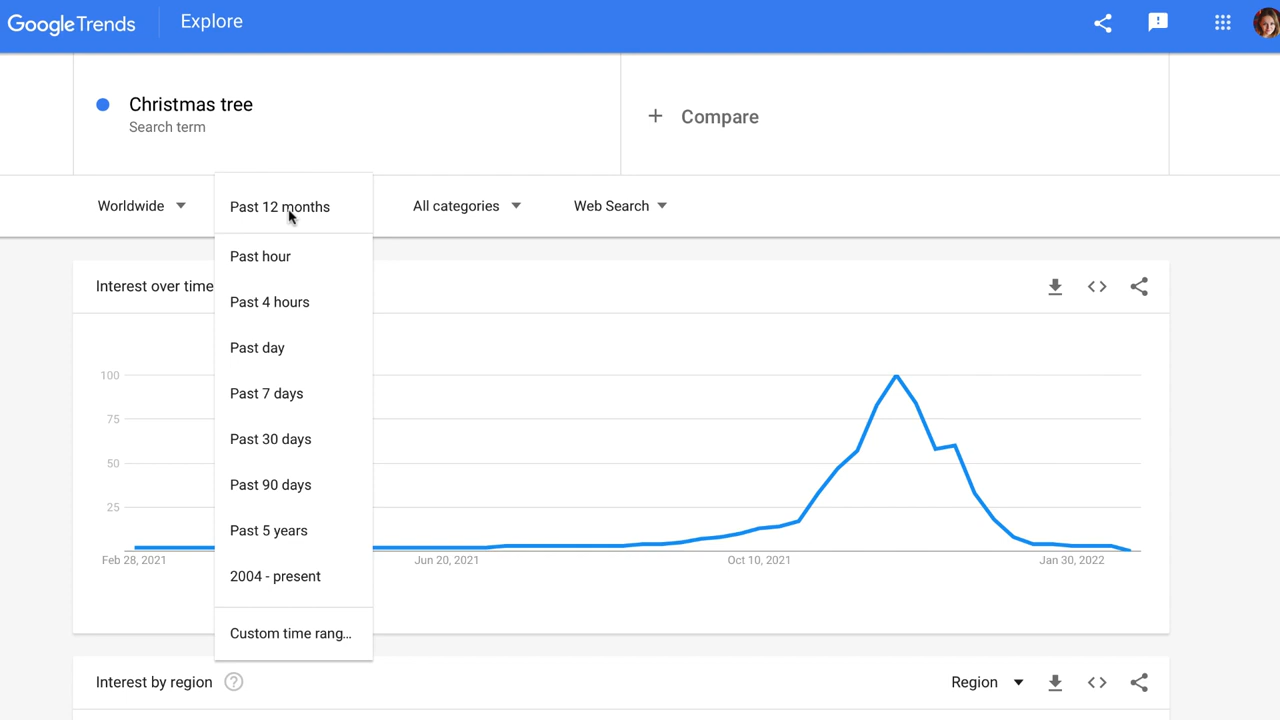 Google Trends Explore
Christmas tree
Search term
+ Compare
Worldwide
Past 12 months
All categories
Web Search
Past hour
Past 4 hours
Past day
Past 7 days
Past 30 days
Past 90 days
Past 5 years
2004 - present
Custom time rang...
Interest over time
100
75
50
25
Feb 28, 2021
Jun 20, 2021
Oct 10, 2021
Jan 30, 2022
Interest by region ?
Region